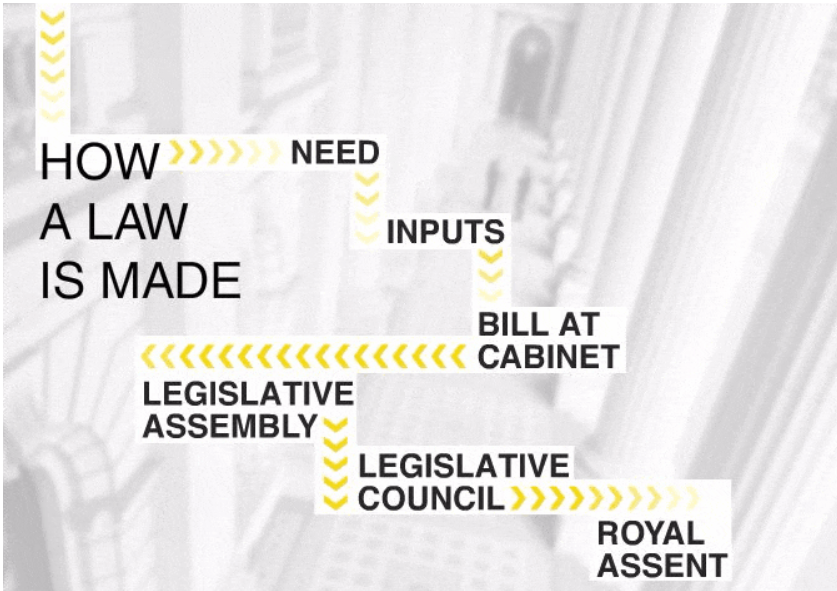 HOW
A LAW
IS MADE
NEED
INPUTS
BILL AT
CABINET
LEGISLATIVE
ASSEMBLY
LEGISLATIVE
COUNCIL
ROYAL
ASSENT